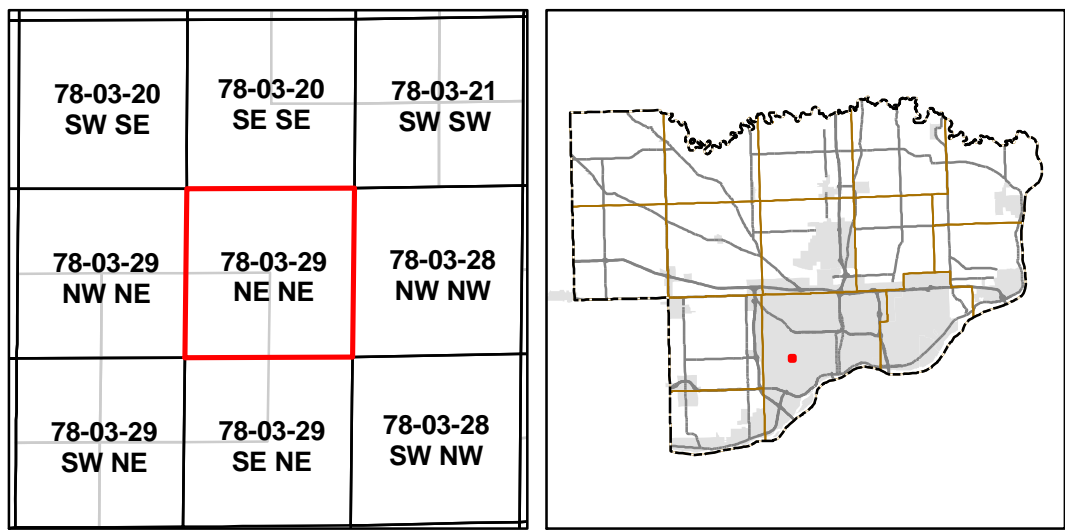 78-03-20
SW SE
78-03-20
SE SE
78-03-21
SW SW
78-03-29
NW NE
78-03-29
NE NE
78-03-28
NW NW
78-03-29
SW NE
78-03-29
SE NE
78-03-28
SW NW